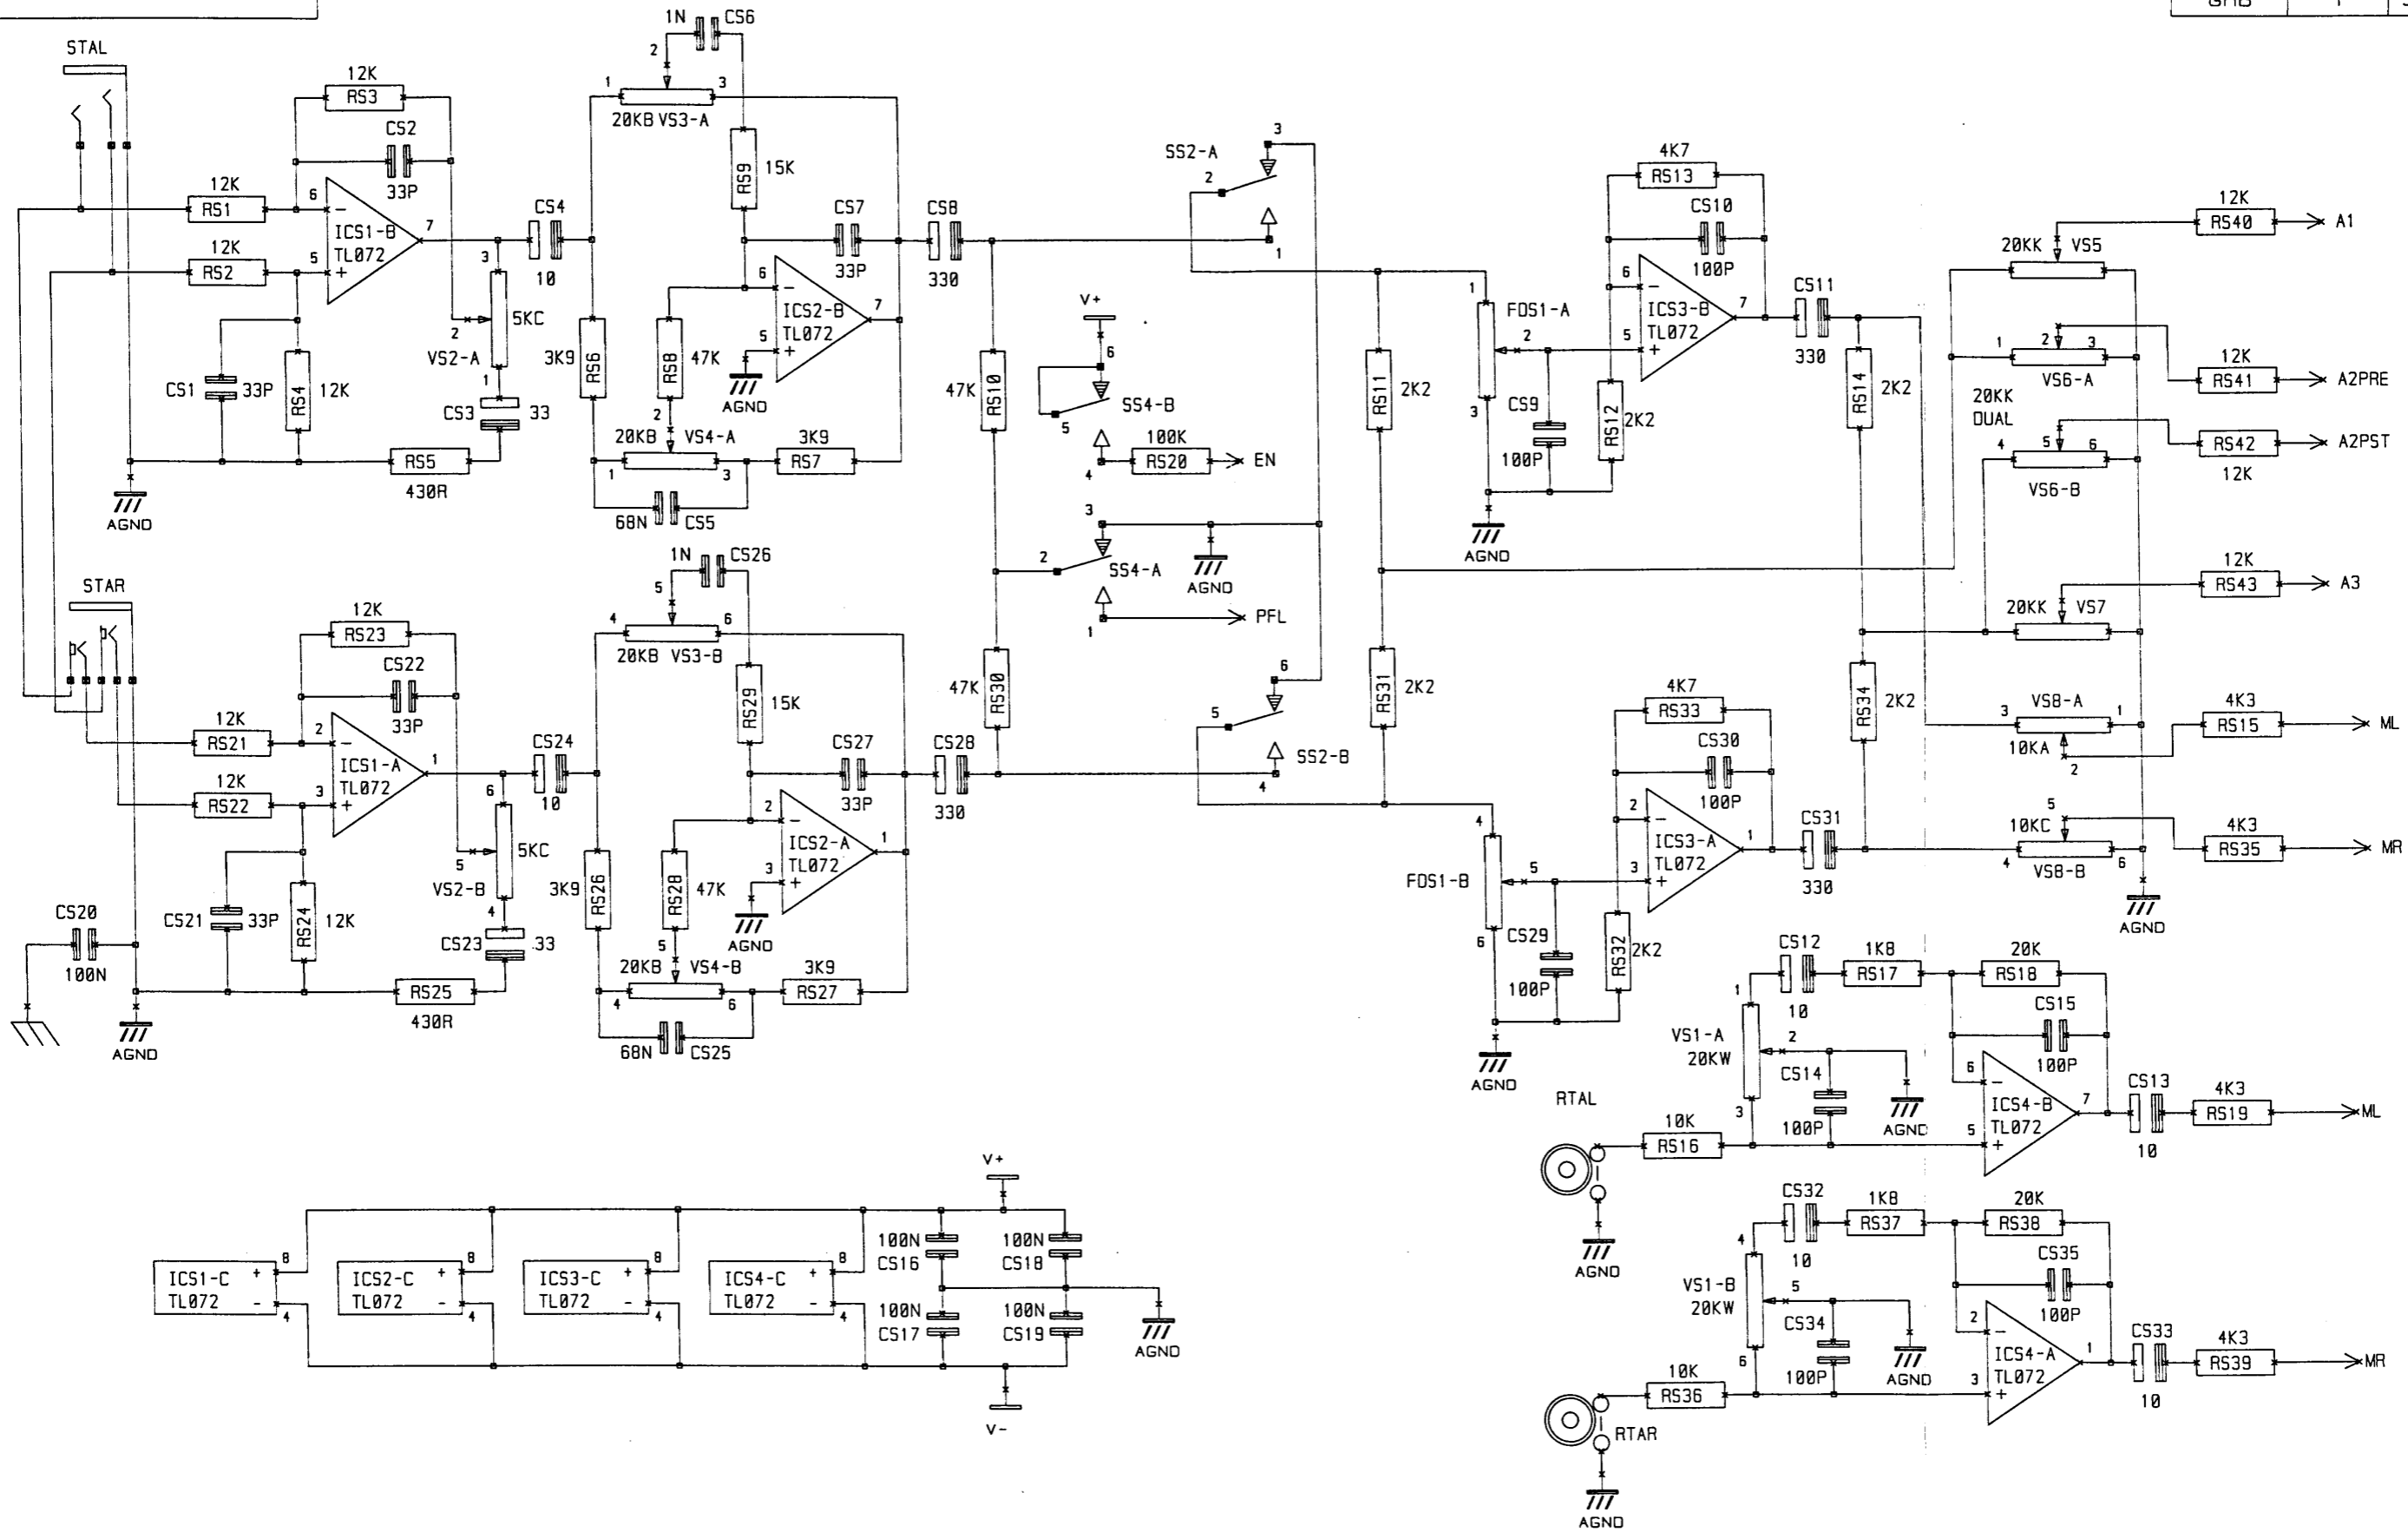 STAL
12K
RS3
CS2
33P
12K
RS1
12K
RS2
6
5
7
ICS1-B
TL072
CS1
33P
RS4
12K
3
2
1
5KC
VS2-A
CS3
33
RS5
430R
AGND
CS4
10
1N
CS6
2
1
3
20KB VS3-A
RS9
15K
CS7
33P
CS8
330
3K9
RS6
RS8
47K
6
5
7
ICS2-B
TL072
AGND
2
20KB
VS4-A
1
3
3K9
RS7
68N
CS5
47K
RS10
SS2-A
3
2
1
V+
6
SS4-B
5
4
100K
RS20
EN
3
2
SS4-A
1
AGND
PFL
47K
RS30
6
5
4
SS2-B
RS11
2K2
RS31
2K2
1
FDS1-A
2
3
CS9
100P
RS12
2K2
AGND
4K7
RS13
CS10
100P
6
5
7
ICS3-B
TL072
CS11
330
RS14
2K2
RS34
2K2
20KK
VS5
12K
RS40
A1
1
2
3
VS6-A
12K
RS41
A2PRE
20KK
DUAL
4
5
6
VS6-B
RS42
12K
A2PST
20KK
VS7
12K
RS43
A3
VS8-A
3
1
10KA
2
4K3
RS15
ML
5
10KC
4
6
VS8-B
4K3
RS35
MR
AGND
STAR
12K
RS23
CS22
33P
12K
RS21
12K
RS22
2
3
1
ICS1-A
TL072
CS21
33P
RS24
12K
6
5
4
5KC
VS2-B
CS23
33
RS25
430R
CS20
100N
AGND
CS24
10
1N
CS26
5
4
6
20KB VS3-B
RS29
15K
CS27
33P
CS28
330
3K9
RS26
RS28
47K
2
3
1
ICS2-A
TL072
AGND
5
20KB
VS4-B
4
6
3K9
RS27
68N
CS25
4
FDS1-B
5
6
CS29
100P
RS32
2K2
AGND
4K7
RS33
CS30
100P
2
3
1
ICS3-A
TL072
CS31
330
CS12
10
1K8
RS17
20K
RS18
CS15
100P
1
VS1-A
20KW
2
3
CS14
100P
AGND
6
5
7
ICS4-B
TL072
CS13
10
4K3
RS19
ML
RTAL
10K
RS16
AGND
CS32
10
1K8
RS37
20K
RS38
CS35
100P
4
VS1-B
20KW
5
6
CS34
100P
AGND
2
3
1
ICS4-A
TL072
CS33
10
4K3
RS39
MR
RTAR
10K
RS36
AGND
V+
ICS1-C
TL072
+
-
8
4
ICS2-C
TL072
+
-
8
4
ICS3-C
TL072
+
-
8
4
ICS4-C
TL072
+
-
8
4
100N
CS16
100N
CS18
100N
CS17
100N
CS19
AGND
V-